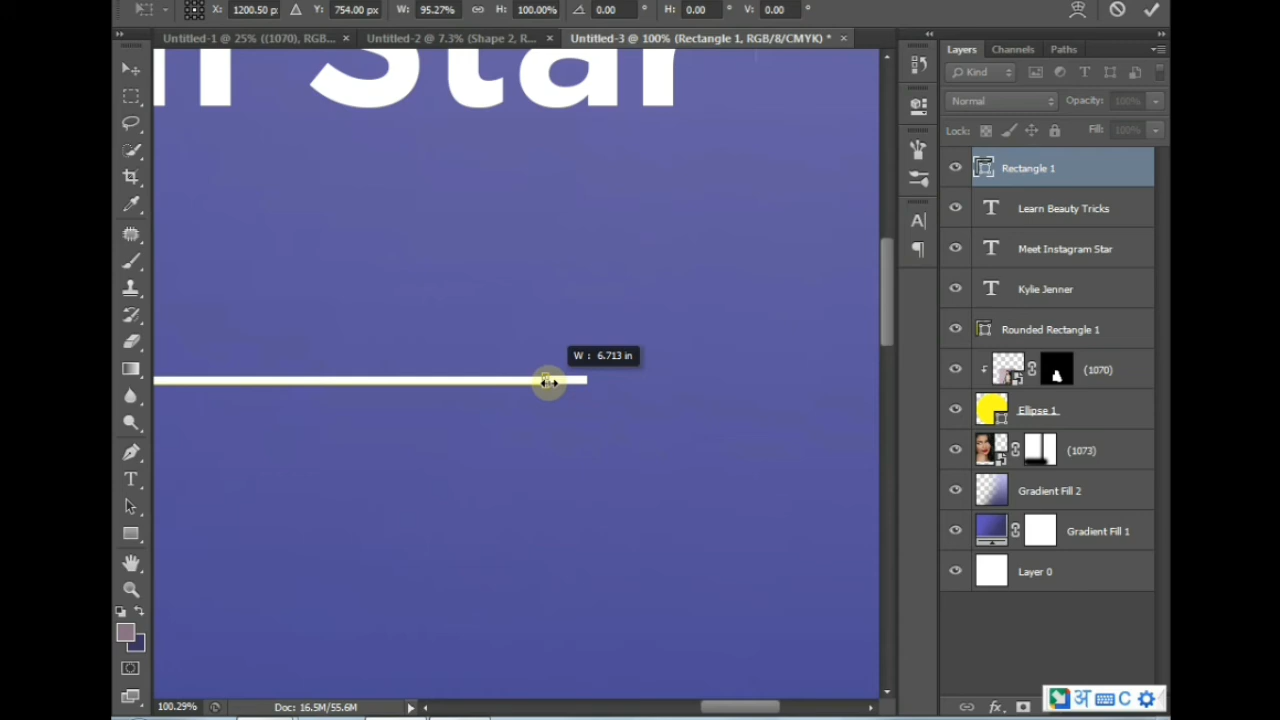 X: 1200.50 p: Y: 754.00 px W: 95.27% H: 100.00% 0.00 ° H: 0.00 ° V: 0.00 °
Untitled-1 @ 25% ((1070), RGB... × Untitled-2 @ 7.3% (Shape 2, R... × Untitled-3 @ 100% (Rectangle 1, RGB/8/CMYK) * ×
Layers Channels Paths
Kind T
Normal Opacity: 100%
Lock: Fill: 100%
Star
Rectangle 1
T Learn Beauty Tricks
T Meet Instagram Star
T Kylie Jenner
Rounded Rectangle 1
W : 6.713 in
(1070)
Ellipse 1
(1073)
Gradient Fill 2
Gradient Fill 1
Layer 0
100.29% Doc: 16.5M/55.6M
fx
अ C